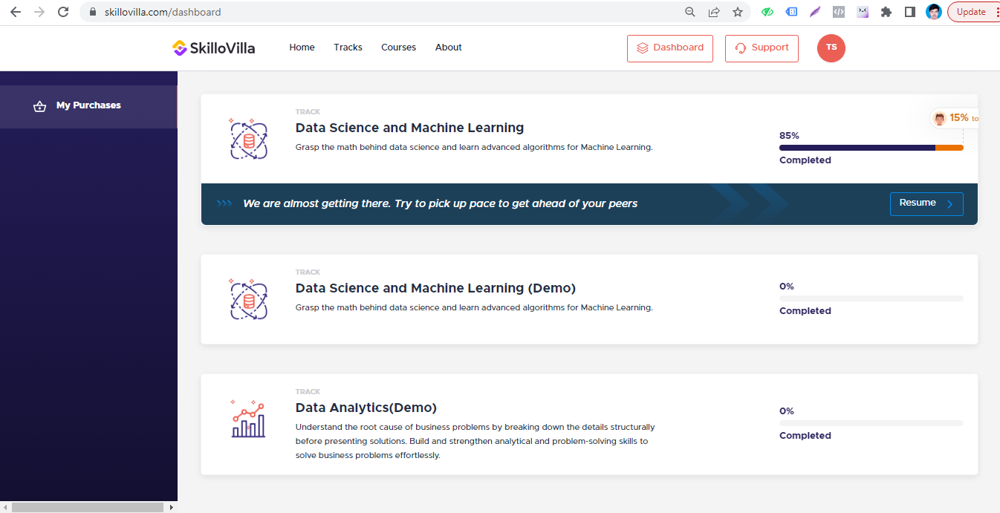 skillovilla.com/dashboard
Update
SkilloVilla
Home
Tracks
Courses
About
Dashboard
Support
TS
My Purchases
TRACK
Data Science and Machine Learning
Grasp the math behind data science and learn advanced algorithms for Machine Learning.
15% to
85%
Completed
We are almost getting there. Try to pick up pace to get ahead of your peers
Resume
TRACK
Data Science and Machine Learning (Demo)
Grasp the math behind data science and learn advanced algorithms for Machine Learning.
0%
Completed
TRACK
Data Analytics(Demo)
Understand the root cause of business problems by breaking down the details structurally
before presenting solutions. Build and strengthen analytical and problem-solving skills to
solve business problems effortlessly.
0%
Completed